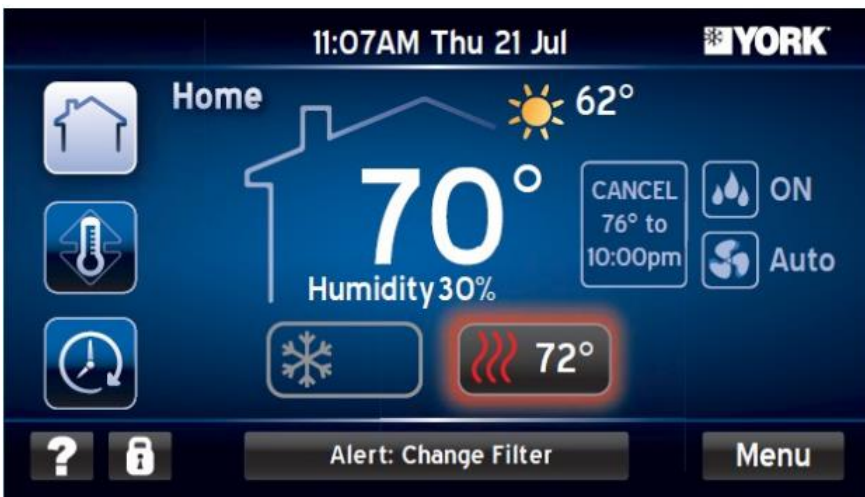 11:07AM Thu 21 Jul
YORK
Home
62°
70°
Humidity 30%
CANCEL
76° to
10:00pm
ON
Auto
72°
?
Alert: Change Filter
Menu